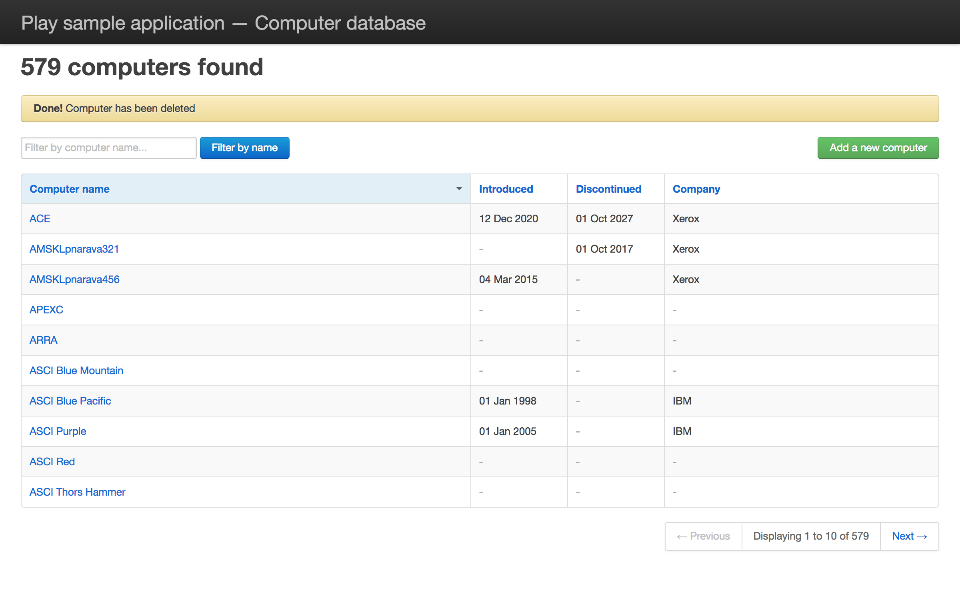 Play sample application — Computer database
579 computers found
Done! Computer has been deleted
Filter by computer name... Filter by name Add a new computer
Computer name Introduced Discontinued Company
ACE 12 Dec 2020 01 Oct 2027 Xerox
AMSKLpnarava321 - 01 Oct 2017 Xerox
AMSKLpnarava456 04 Mar 2015 - Xerox
APEXC - - -
ARRA - - -
ASCI Blue Mountain - - -
ASCI Blue Pacific 01 Jan 1998 - IBM
ASCI Purple 01 Jan 2005 - IBM
ASCI Red - - -
ASCI Thors Hammer - - -
← Previous Displaying 1 to 10 of 579 Next →